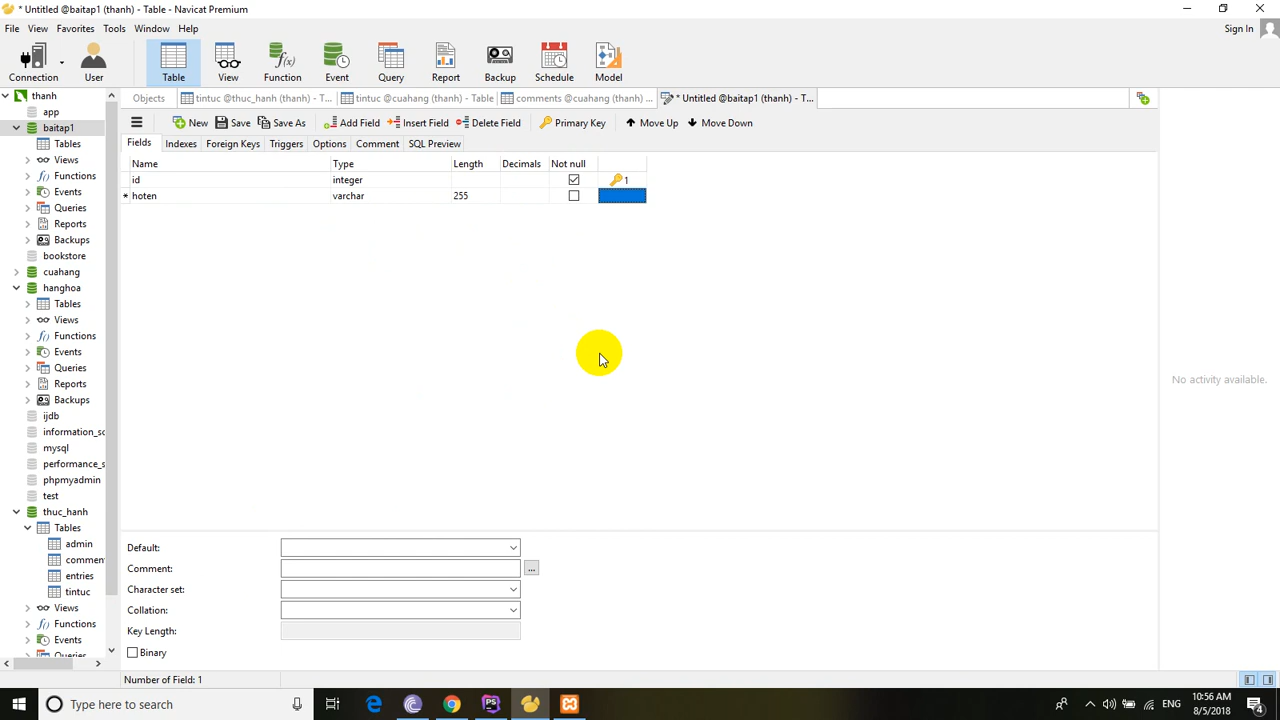 * Untitled @baitap1 (thanh) - Table - Navicat Premium
File View Favorites Tools Window Help
Sign In
Connection User Table View Function Event Query Report Backup Schedule Model
Objects tintuc @thuc_hanh (thanh) - T... tintuc @cuahang (thanh) - Table comments @cuahang (thanh) ... * Untitled @baitap1 (thanh) - T...
New Save Save As Add Field Insert Field Delete Field Primary Key Move Up Move Down
Fields Indexes Foreign Keys Triggers Options Comment SQL Preview
Name Type Length Decimals Not null
id integer 1
* hoten varchar 255
thanh
app
baitap1
Tables
Views
Functions
Events
Queries
Reports
Backups
bookstore
cuahang
hanghoa
Tables
Views
Functions
Events
Queries
Reports
Backups
ijdb
information_sc
mysql
performance_s
phpmyadmin
test
thuc_hanh
Tables
admin
commen
entries
tintuc
Views
Functions
Events
Queries
No activity available.
Default:
Comment:
...
Character set:
Collation:
Key Length:
Binary
Number of Field: 1
Type here to search
PS
ENG
10:56 AM
8/5/2018
4